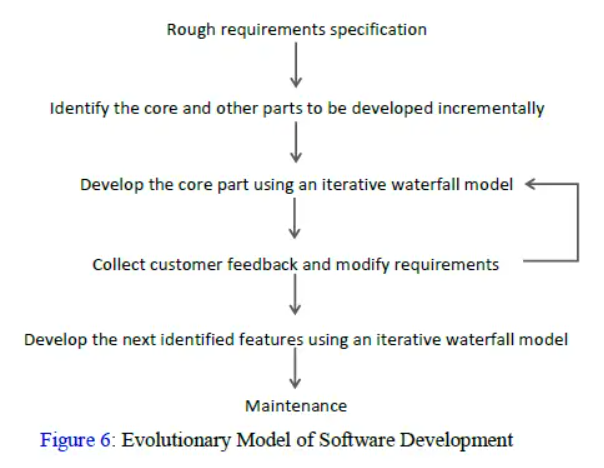 Rough requirements specification
Identify the core and other parts to be developed incrementally
Develop the core part using an iterative waterfall model
Collect customer feedback and modify requirements
Develop the next identified features using an iterative waterfall model
Maintenance
Figure 6: Evolutionary Model of Software Development